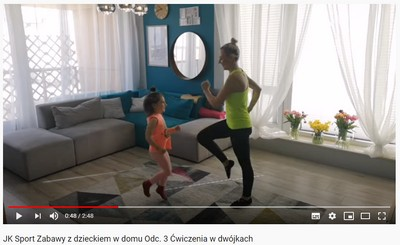 0:48 / 2:48
JK Sport Zabawy z dzieckiem w domu Odc. 3 Ćwiczenia w dwójkach